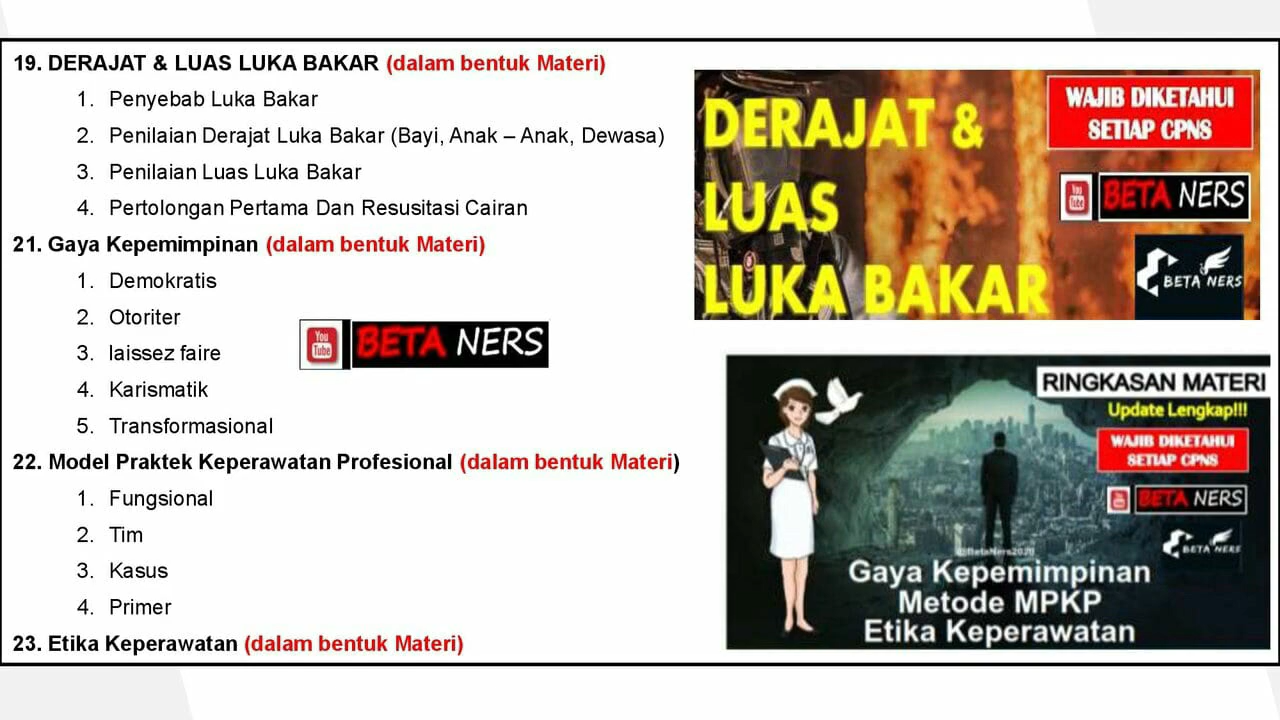 19. DERAJAT & LUAS LUKA BAKAR (dalam bentuk Materi)
1. Penyebab Luka Bakar
2. Penilaian Derajat Luka Bakar (Bayi, Anak – Anak, Dewasa)
3. Penilaian Luas Luka Bakar
4. Pertolongan Pertama Dan Resusitasi Cairan
21. Gaya Kepemimpinan (dalam bentuk Materi)
1. Demokratis
2. Otoriter
3. laissez faire
4. Karismatik
5. Transformasional
22. Model Praktek Keperawatan Profesional (dalam bentuk Materi)
1. Fungsional
2. Tim
3. Kasus
4. Primer
23. Etika Keperawatan (dalam bentuk Materi)
You Tube BETA NERS
DERAJAT &
LUAS
LUKA BAKAR
WAJIB DIKETAHUI
SETIAP CPNS
You Tube BETA NERS
BETA NERS
RINGKASAN MATERI
Update Lengkap!!!
WAJIB DIKETAHUI
SETIAP CPNS
BETA NERS
BETA NERS
@BetaNers2020
Gaya Kepemimpinan
Metode MPKP
Etika Keperawatan